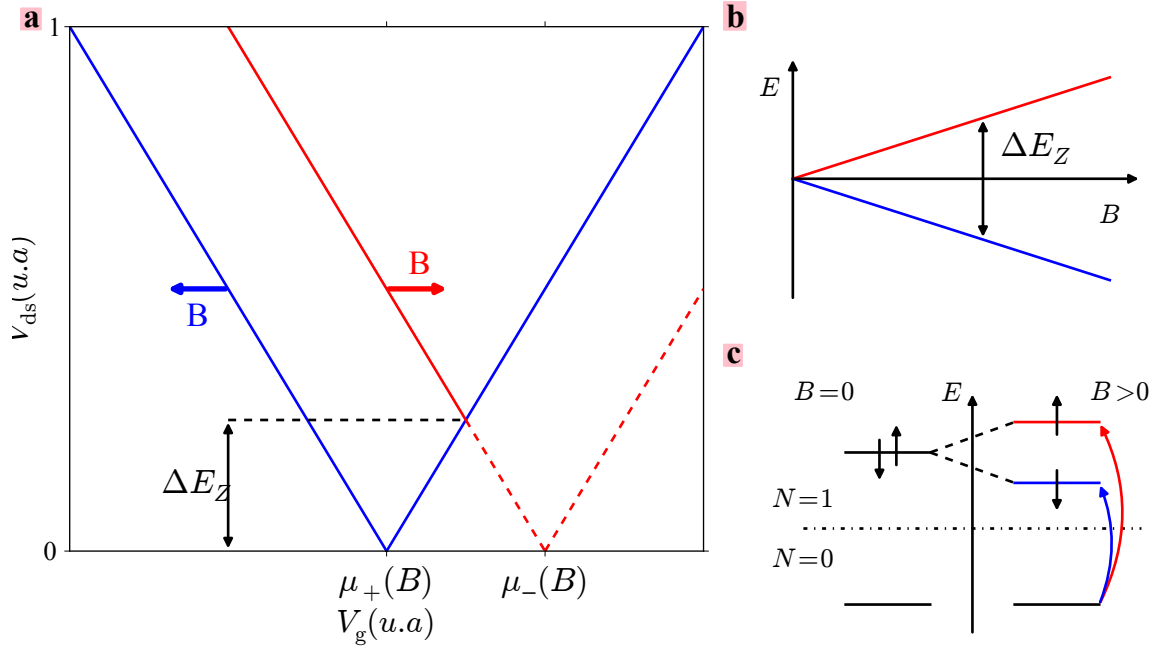 a
1
V_ds(u.a)
B
B
ΔE_Z
0
μ_+(B)
μ_−(B)
V_g(u.a)
b
E
ΔE_Z
B
c
B=0
E
B>0
N=1
N=0